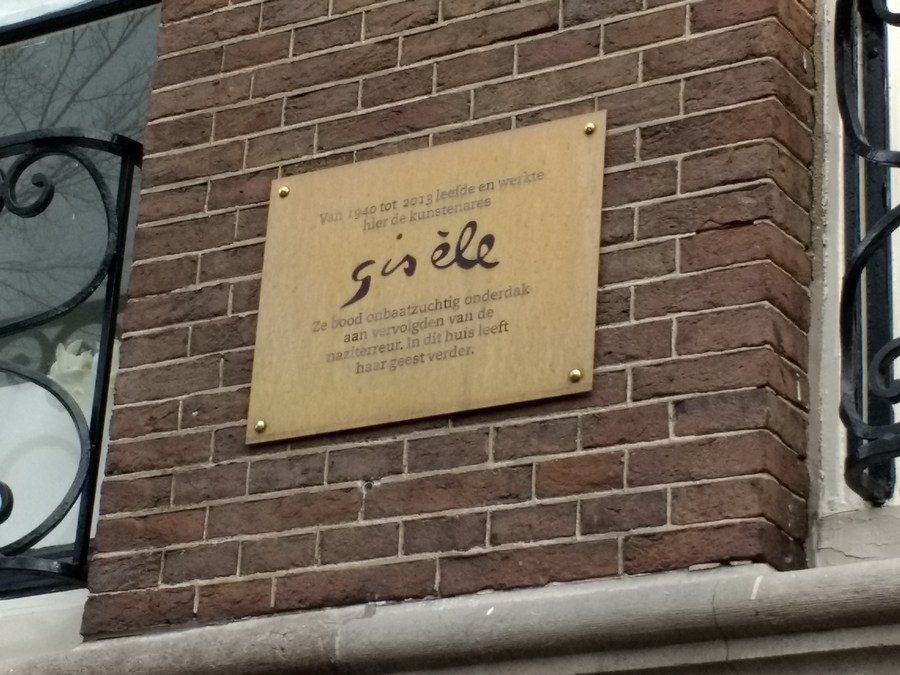 Van 1940 tot 2013 leefde en werkte
hier de kunstenares
gisèle
Ze bood onbaatzuchtig onderdak
aan vervolgden van de
naziterreur. In dit huis leeft
haar geest verder.